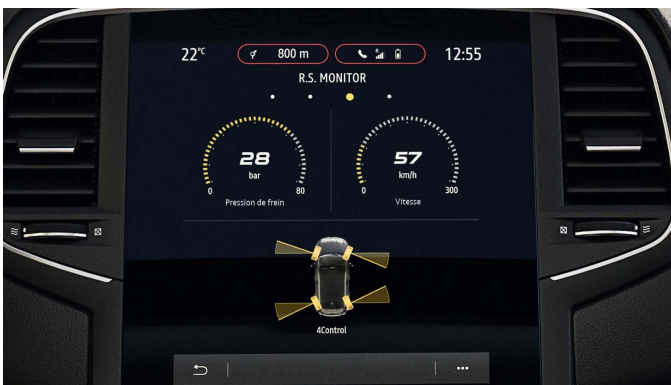 22°C 800 m R 12:55
R.S. MONITOR
28
bar
0 80
Pression de frein
57
km/h
0 300
Vitesse
4Control